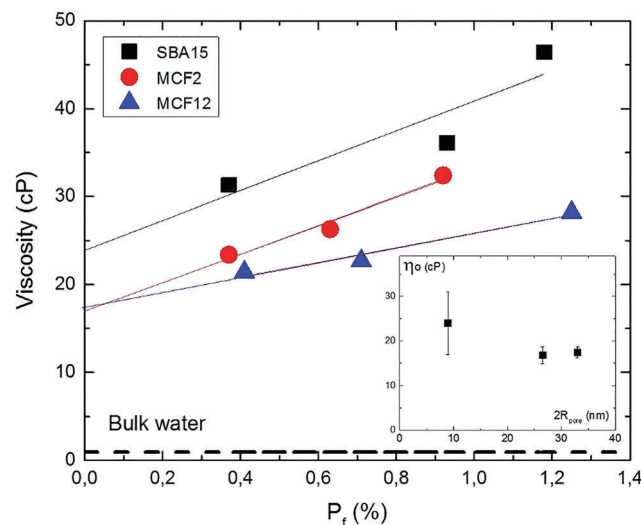 50
SBA15
MCF2
MCF12
40
30
20
10
0
Viscosity (cP)
Bulk water
ηo (cP)
30
20
10
0
0 10 20 30 40
2Rpore (nm)
0,0 0,2 0,4 0,6 0,8 1,0 1,2 1,4
Pf (%)